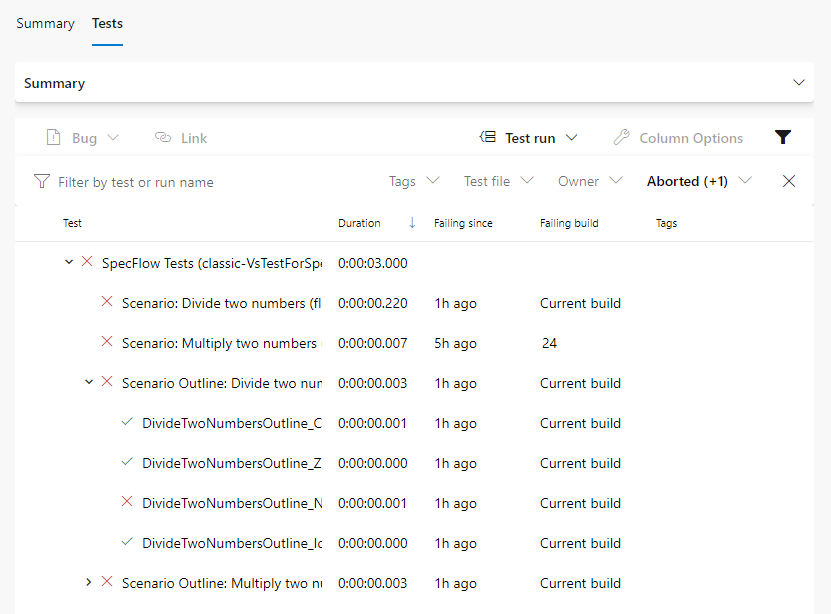 Summary Tests
Summary
Bug Link Test run Column Options
Filter by test or run name Tags Test file Owner Aborted (+1)
Test Duration Failing since Failing build Tags
SpecFlow Tests (classic-VsTestForSpe 0:00:03.000
Scenario: Divide two numbers (fl 0:00:00.220 1h ago Current build
Scenario: Multiply two numbers 0:00:00.007 5h ago 24
Scenario Outline: Divide two num 0:00:00.003 1h ago Current build
DivideTwoNumbersOutline_C 0:00:00.001 1h ago Current build
DivideTwoNumbersOutline_Z 0:00:00.000 1h ago Current build
DivideTwoNumbersOutline_N 0:00:00.001 1h ago Current build
DivideTwoNumbersOutline_Ic 0:00:00.000 1h ago Current build
Scenario Outline: Multiply two nu 0:00:00.003 1h ago Current build